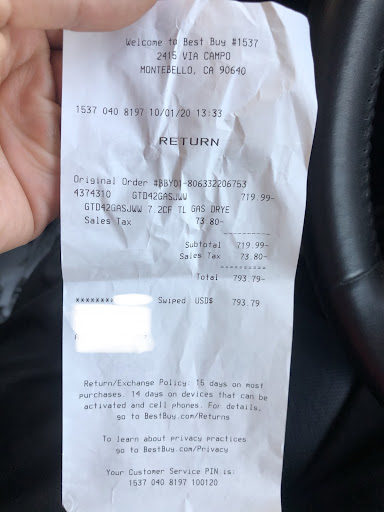 Welcome to Best Buy #1537
2415 VIA CAMPO
MONTEBELLO, CA 90640
1537 040 8197 10/01/20 13:33
RETURN
Original Order #BBY01-806332206753
4374310 GTD42GASJWW 719.99-
GTD42GASJWW 7.2CF TL GAS DRYE
Sales Tax 73.80-
----------
Subtotal 719.99-
Sales Tax 73.80-
----------
Total 793.79-
xxxxxxxx Swiped USD$ 793.79
Return/Exchange Policy: 15 days on most
purchases. 14 days on devices that can be
activated and cell phones. For details,
go to BestBuy.com/Returns
To learn about privacy practices
go to BestBuy.com/Privacy
Your Customer Service PIN is:
1537 040 8197 100120